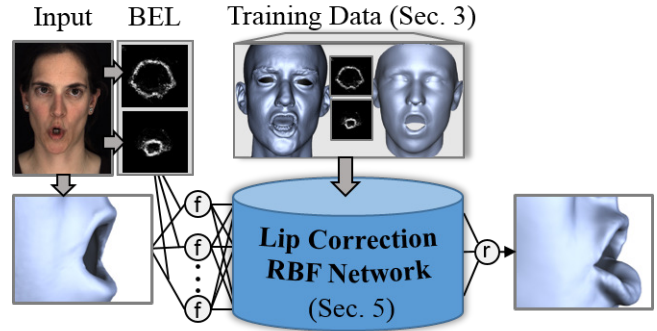 Input
BEL
Training Data (Sec. 3)
f
f
f
Lip Correction
RBF Network
(Sec. 5)
r